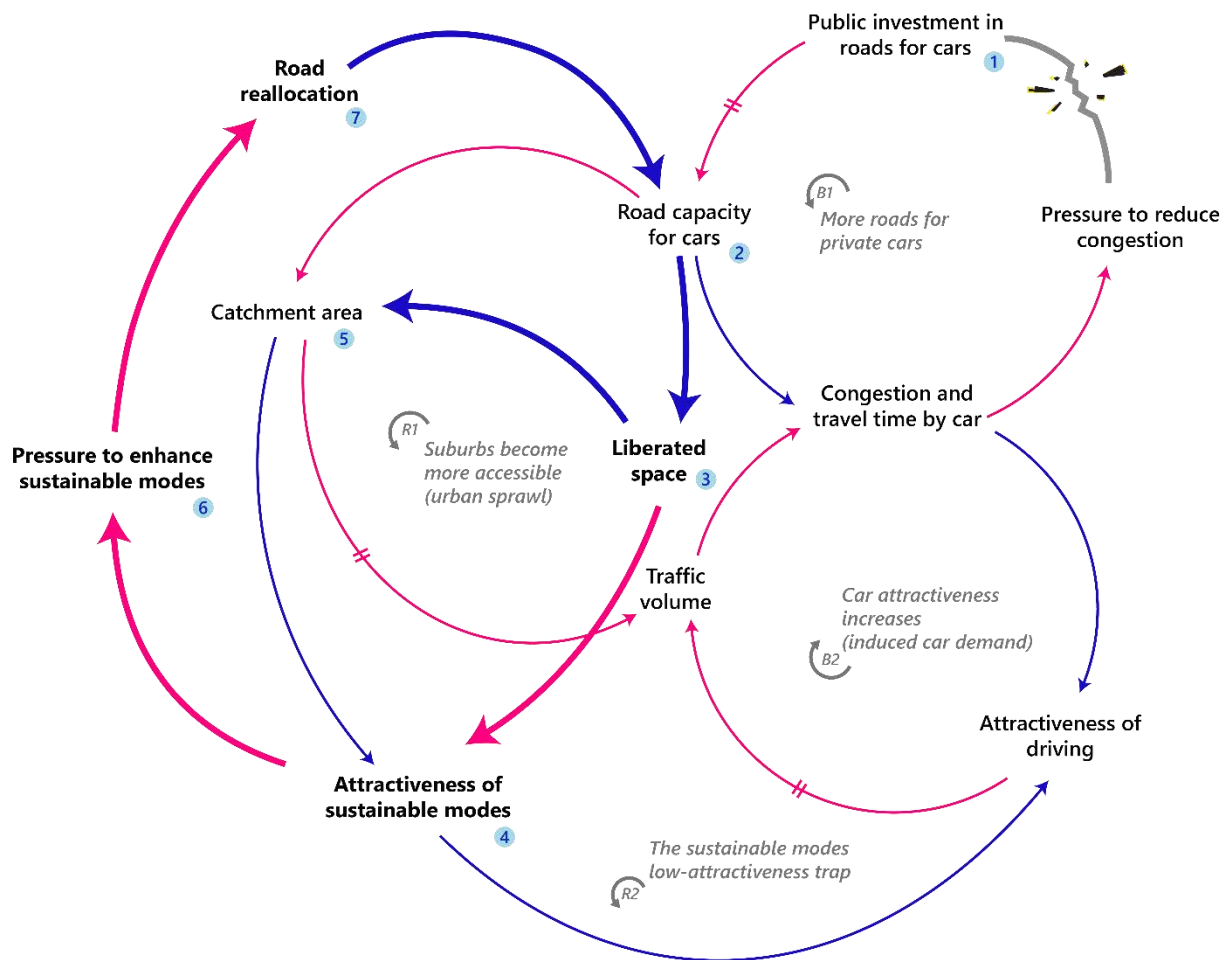 Public investment in
roads for cars
1
Road
reallocation
7
B1
More roads for
private cars
Road capacity
for cars
2
Pressure to reduce
congestion
Catchment area
5
Congestion and
travel time by car
R1
Suburbs become
more accessible
(urban sprawl)
Liberated
space
3
Pressure to enhance
sustainable modes
6
Traffic
volume
Car attractiveness
increases
(induced car demand)
B2
Attractiveness of
driving
Attractiveness of
sustainable modes
4
The sustainable modes
low-attractiveness trap
R2